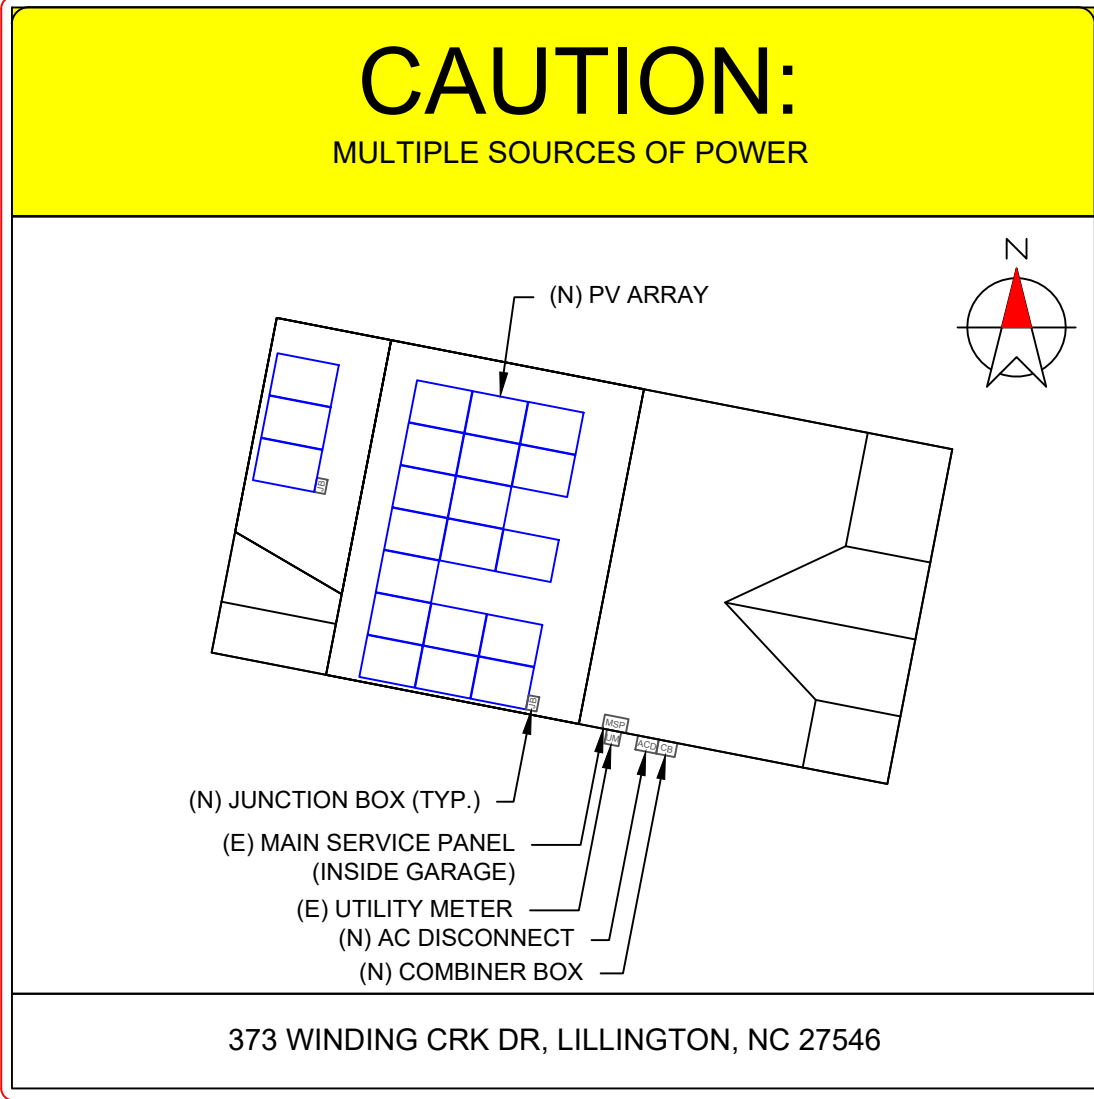 CAUTION:
MULTIPLE SOURCES OF POWER
N
(N) PV ARRAY
JB
JB
MSP
UM
ACD
CB
(N) JUNCTION BOX (TYP.)
(E) MAIN SERVICE PANEL
(INSIDE GARAGE)
(E) UTILITY METER
(N) AC DISCONNECT
(N) COMBINER BOX
373 WINDING CRK DR, LILLINGTON, NC 27546